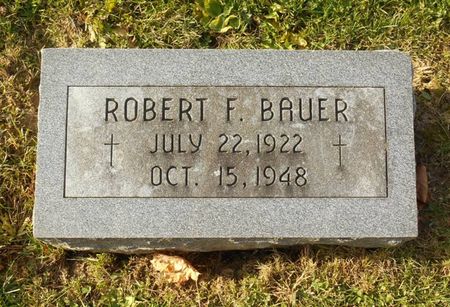 ROBERT F. BAUER
JULY 22, 1922
OCT. 15, 1948